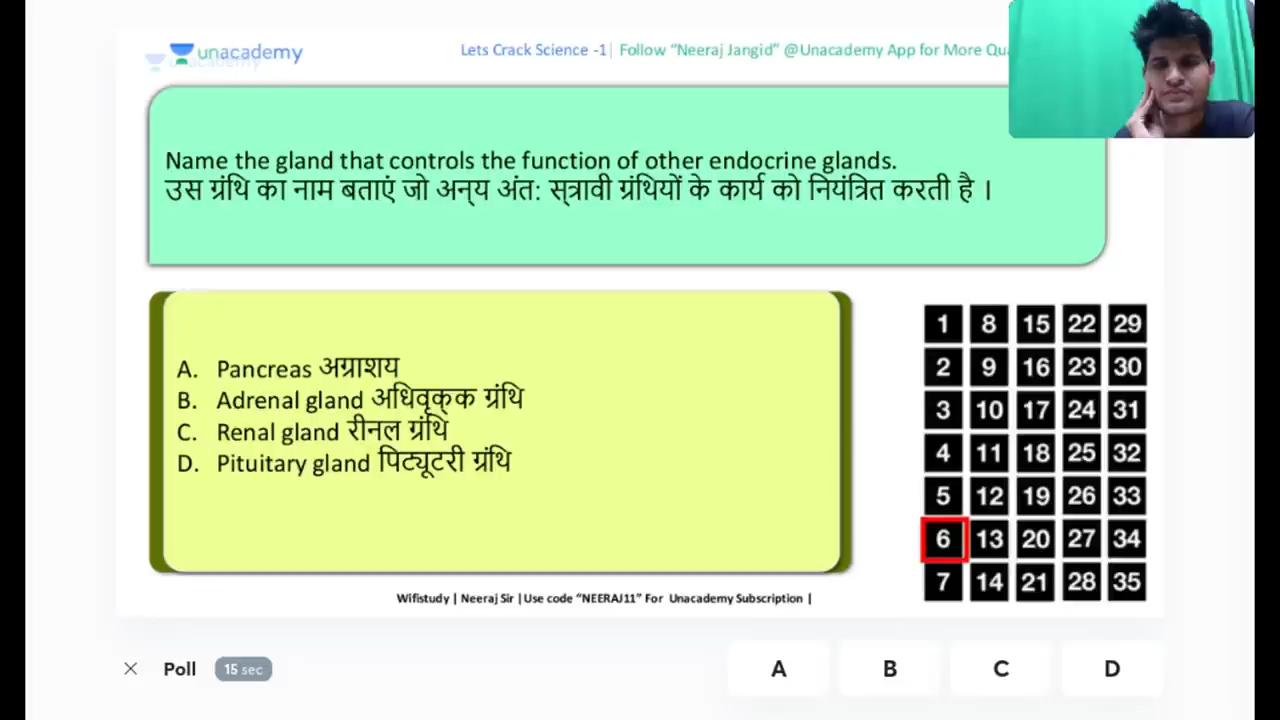 unacademy
Lets Crack Science -1| Follow “Neeraj Jangid” @Unacademy App for More
Name the gland that controls the function of other endocrine glands.
उस ग्रंथि का नाम बताएं जो अन्य अंत: स्त्रावी ग्रंथियों के कार्य को नियंत्रित करती है ।
A. Pancreas अग्राशय
B. Adrenal gland अधिवृक्क ग्रंथि
C. Renal gland रीनल ग्रंथि
D. Pituitary gland पिट्यूटरी ग्रंथि
1 8 15 22 29
2 9 16 23 30
3 10 17 24 31
4 11 18 25 32
5 12 19 26 33
6 13 20 27 34
7 14 21 28 35
Wifistudy | Neeraj Sir | Use code “NEERAJ11” For Unacademy Subscription |
Poll 15 sec A B C D